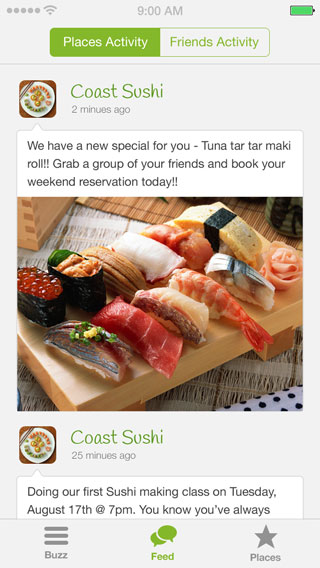 9:00 AM
Places Activity
Friends Activity
Coast Sushi
2 minues ago
We have a new special for you - Tuna tar tar maki
roll!! Grab a group of your friends and book your
weekend reservation today!!
Coast Sushi
25 minues ago
Doing our first Sushi making class on Tuesday,
August 17th @ 7pm. You know you've always
Buzz
Feed
Places